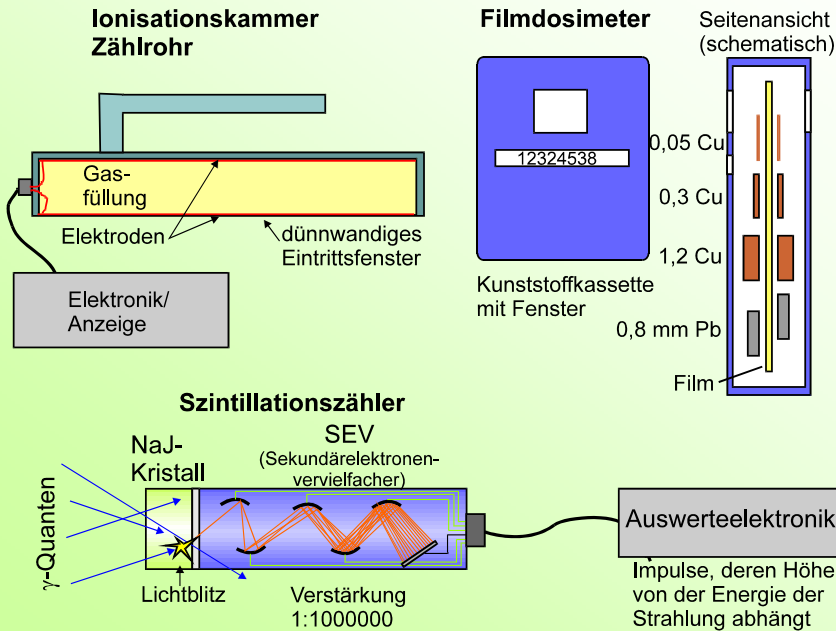 Ionisationskammer
Zählrohr
Gas-
füllung
Elektroden
dünnwandiges
Eintrittsfenster
Elektronik/
Anzeige
Filmdosimeter
12324538
Kunststoffkassette
mit Fenster
Seitenansicht
(schematisch)
0,05 Cu
0,3 Cu
1,2 Cu
0,8 mm Pb
Film
Szintillationszähler
NaJ-
Kristall
SEV
(Sekundärelektronen-
vervielfacher)
γ-Quanten
Lichtblitz
Verstärkung
1:1000000
Auswerteelektronik
Impulse, deren Höhe
von der Energie der
Strahlung abhängt